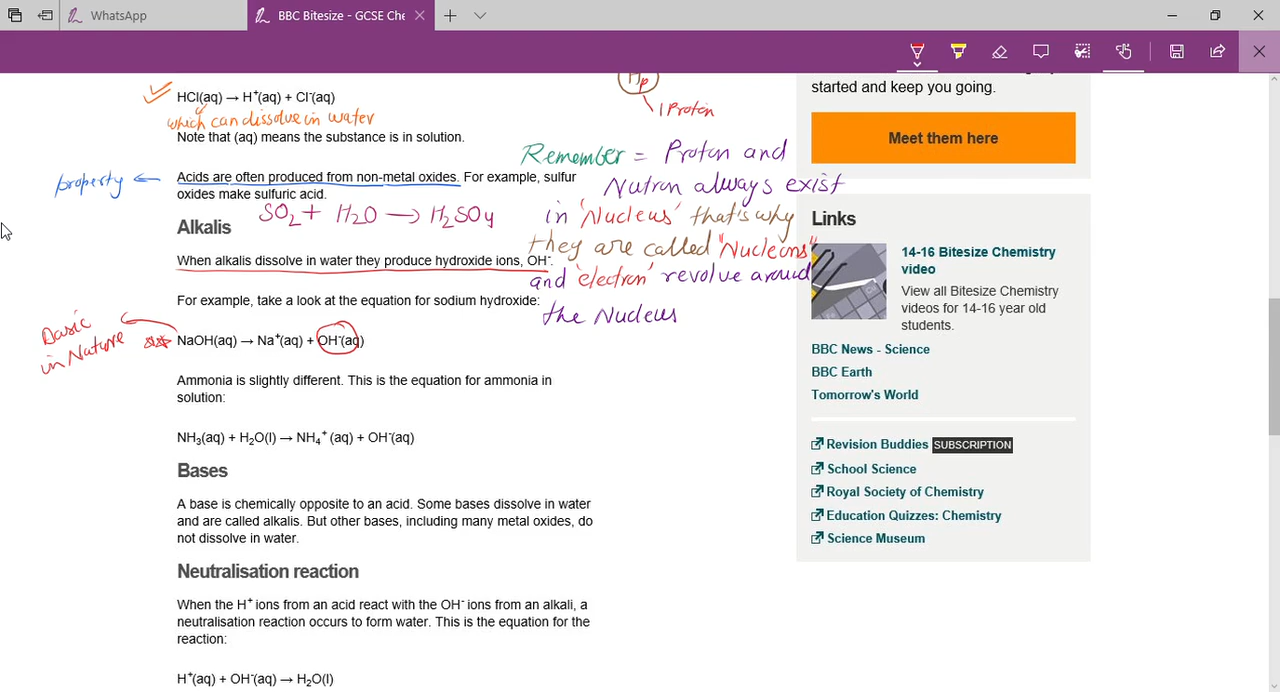 WhatsApp
BBC Bitesize - GCSE Che
started and keep you going.
Meet them here
HCl(aq) → H⁺(aq) + Cl⁻(aq)
which can dissolve in water
Note that (aq) means the substance is in solution.
Hp
1 Proton
property ← Acids are often produced from non-metal oxides. For example, sulfur
oxides make sulfuric acid.
SO₂ + H₂O → H₂SO₄
Remember = Proton and
Nutron always exist
in 'Nucleus' that's why
they are called "Nucleons"
and 'electron' revolve around
the Nucleus
Alkalis
When alkalis dissolve in water they produce hydroxide ions, OH⁻.
For example, take a look at the equation for sodium hydroxide:
Basic
in Nature
NaOH(aq) → Na⁺(aq) + OH⁻(aq)
Ammonia is slightly different. This is the equation for ammonia in
solution:
NH₃(aq) + H₂O(l) → NH₄⁺ (aq) + OH⁻(aq)
Bases
A base is chemically opposite to an acid. Some bases dissolve in water
and are called alkalis. But other bases, including many metal oxides, do
not dissolve in water.
Neutralisation reaction
When the H⁺ ions from an acid react with the OH⁻ ions from an alkali, a
neutralisation reaction occurs to form water. This is the equation for the
reaction:
H⁺(aq) + OH⁻(aq) → H₂O(l)
Links
14-16 Bitesize Chemistry
video
View all Bitesize Chemistry
videos for 14-16 year old
students.
BBC News - Science
BBC Earth
Tomorrow's World
Revision Buddies SUBSCRIPTION
School Science
Royal Society of Chemistry
Education Quizzes: Chemistry
Science Museum